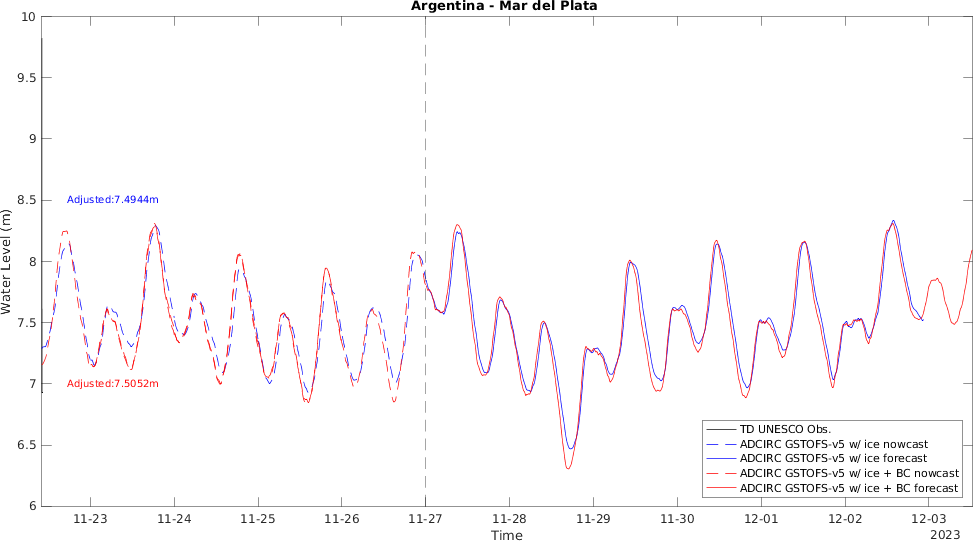 Argentina - Mar del Plata
10
9.5
9
8.5
8
7.5
7
6.5
6
Water Level (m)
Adjusted:7.4944m
Adjusted:7.5052m
TD UNESCO Obs.
ADCIRC GSTOFS-v5 w/ ice nowcast
ADCIRC GSTOFS-v5 w/ ice forecast
ADCIRC GSTOFS-v5 w/ ice + BC nowcast
ADCIRC GSTOFS-v5 w/ ice + BC forecast
11-23 11-24 11-25 11-26 11-27 11-28 11-29 11-30 12-01 12-02 12-03
Time 2023